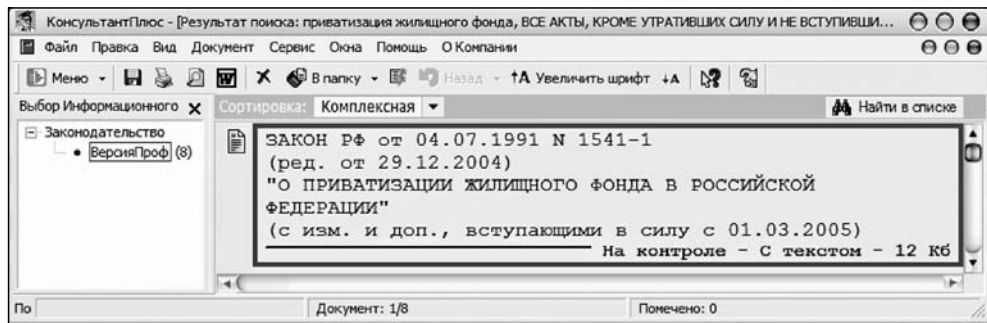 КонсультантПлюс - [Результат поиска: приватизация жилищного фонда, ВСЕ АКТЫ, КРОМЕ УТРАТИВШИХ СИЛУ И НЕ ВСТУПИВШИ...
Файл Правка Вид Документ Сервис Окна Помощь О Компании
Меню В папку Назад A Увеличить шрифт A
Выбор Информационного Сортировка: Комплексная Найти в списке
Законодательство
ВерсияПроф (8)
ЗАКОН РФ от 04.07.1991 N 1541-1
(ред. от 29.12.2004)
"О ПРИВАТИЗАЦИИ ЖИЛИЩНОГО ФОНДА В РОССИЙСКОЙ
ФЕДЕРАЦИИ"
(с изм. и доп., вступающими в силу с 01.03.2005)
На контроле - С текстом - 12 Кб
По Документ: 1/8 Помечено: 0